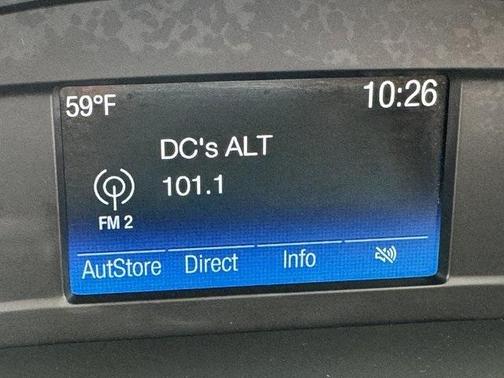 59°F 10:26
DC's ALT
101.1
FM 2
AutStore Direct Info